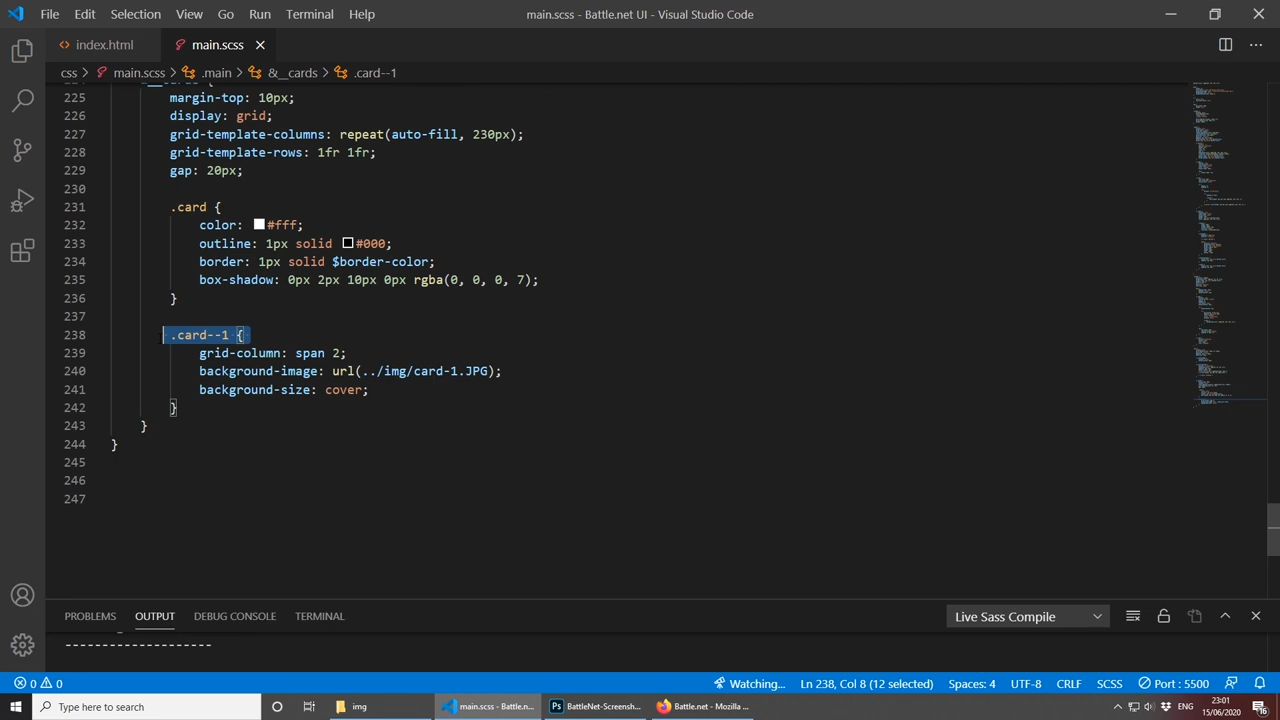 File Edit Selection View Go Run Terminal Help main.scss - Battle.net UI - Visual Studio Code
index.html main.scss
css > main.scss > .main > &__cards > .card--1
225 margin-top: 10px;
226 display: grid;
227 grid-template-columns: repeat(auto-fill, 230px);
228 grid-template-rows: 1fr 1fr;
229 gap: 20px;
230
231 .card {
232 color: #fff;
233 outline: 1px solid #000;
234 border: 1px solid $border-color;
235 box-shadow: 0px 2px 10px 0px rgba(0, 0, 0, 7);
236 }
237
238 .card--1 {
239 grid-column: span 2;
240 background-image: url(../img/card-1.JPG);
241 background-size: cover;
242 }
243 }
244 }
245
246
247
PROBLEMS OUTPUT DEBUG CONSOLE TERMINAL Live Sass Compile
--------------------
0 0 Watching... Ln 238, Col 8 (12 selected) Spaces: 4 UTF-8 CRLF SCSS Port : 5500
Type here to search img main.scss - Battle.n... BattleNet-Screensh... Battle.net - Mozilla ... ENG 23:01
15/06/2020 16